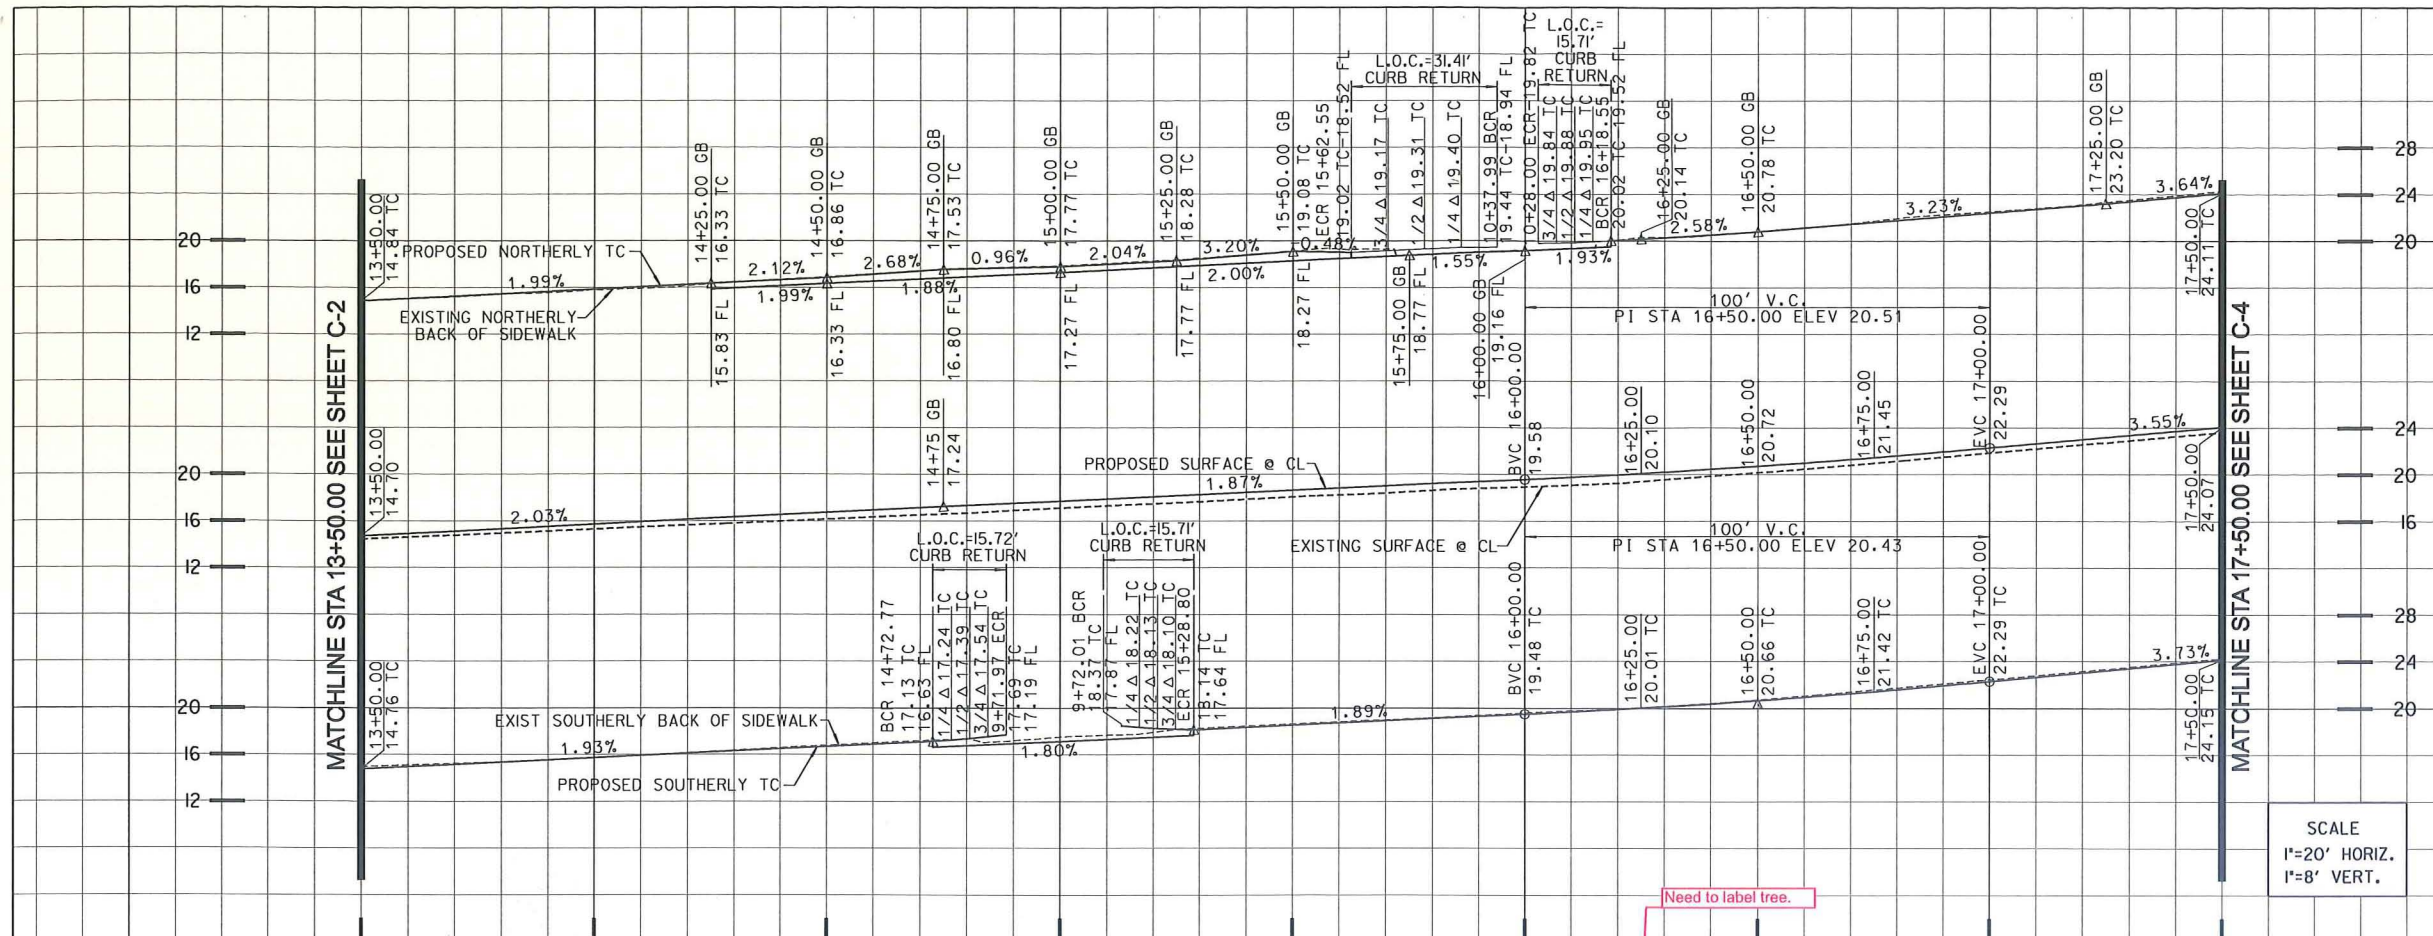 MATCHLINE STA 13+50.00 SEE SHEET C-2
20
16
12
13+50.00
14.84 TC
PROPOSED NORTHERLY TC
1.99%
EXISTING NORTHERLY
BACK OF SIDEWALK
14+25.00 GB
16.33 TC
15.83 FL
2.12%
1.99%
14+50.00 GB
16.86 TC
16.33 FL
2.68%
1.88%
14+75.00 GB
17.53 TC
16.80 FL
0.96%
15+00.00 GB
17.77 TC
17.27 FL
2.04%
15+25.00 GB
18.28 TC
17.77 FL
3.20%
2.00%
15+50.00 GB
19.08 TC
18.27 FL
0.48%
ECR 15+62.55
19.02 TC-18.52 FL
L.O.C.=31.41'
CURB RETURN
3/4 Δ 19.17 TC
1/2 Δ 19.31 TC
1/4 Δ 19.40 TC
10+37.99 BCR
19.44 TC-18.94 FL
15+75.00 GB
18.77 FL
1.55%
16+00.00 GB
19.16 FL
0+28.00 ECR-19.82 TC
L.O.C.=
15.71'
CURB
RETURN
3/4 Δ 19.84 TC
1/2 Δ 19.88 TC
1/4 Δ 19.95 TC
BCR 16+18.55
20.02 TC-19.52 FL
1.93%
16+25.00 GB
20.14 TC
2.58%
16+50.00 GB
20.78 TC
3.23%
17+25.00 GB
23.20 TC
3.64%
17+50.00
24.11 TC
28
24
20
100' V.C.
PI STA 16+50.00 ELEV 20.51
20
16
12
13+50.00
14.70
2.03%
14+75 GB
17.24
PROPOSED SURFACE @ CL
1.87%
EXISTING SURFACE @ CL
BVC 16+00.00
19.58
16+25.00
20.10
16+50.00
20.72
16+75.00
21.45
EVC 17+00.00
22.29
3.55%
17+50.00
24.07
24
20
16
100' V.C.
PI STA 16+50.00 ELEV 20.43
20
16
12
13+50.00
14.76 TC
1.93%
EXIST SOUTHERLY BACK OF SIDEWALK
PROPOSED SOUTHERLY TC
BCR 14+72.77
17.13 TC
16.63 FL
L.O.C.=15.72'
CURB RETURN
1/4 Δ 17.24 TC
1/2 Δ 17.39 TC
3/4 Δ 17.54 TC
9+71.97 ECR
17.69 TC
17.19 FL
1.80%
9+72.01 BCR
18.37 TC
17.87 FL
L.O.C.=15.71'
CURB RETURN
1/4 Δ 18.22 TC
1/2 Δ 18.13 TC
3/4 Δ 18.10 TC
ECR 15+28.80
18.14 TC
17.64 FL
1.89%
BVC 16+00.00
19.48 TC
16+25.00
20.01 TC
16+50.00
20.66 TC
16+75.00
21.42 TC
EVC 17+00.00
22.29 TC
3.73%
17+50.00
24.15 TC
28
24
20
MATCHLINE STA 17+50.00 SEE SHEET C-4
SCALE
1"=20' HORIZ.
1"=8' VERT.
Need to label tree.